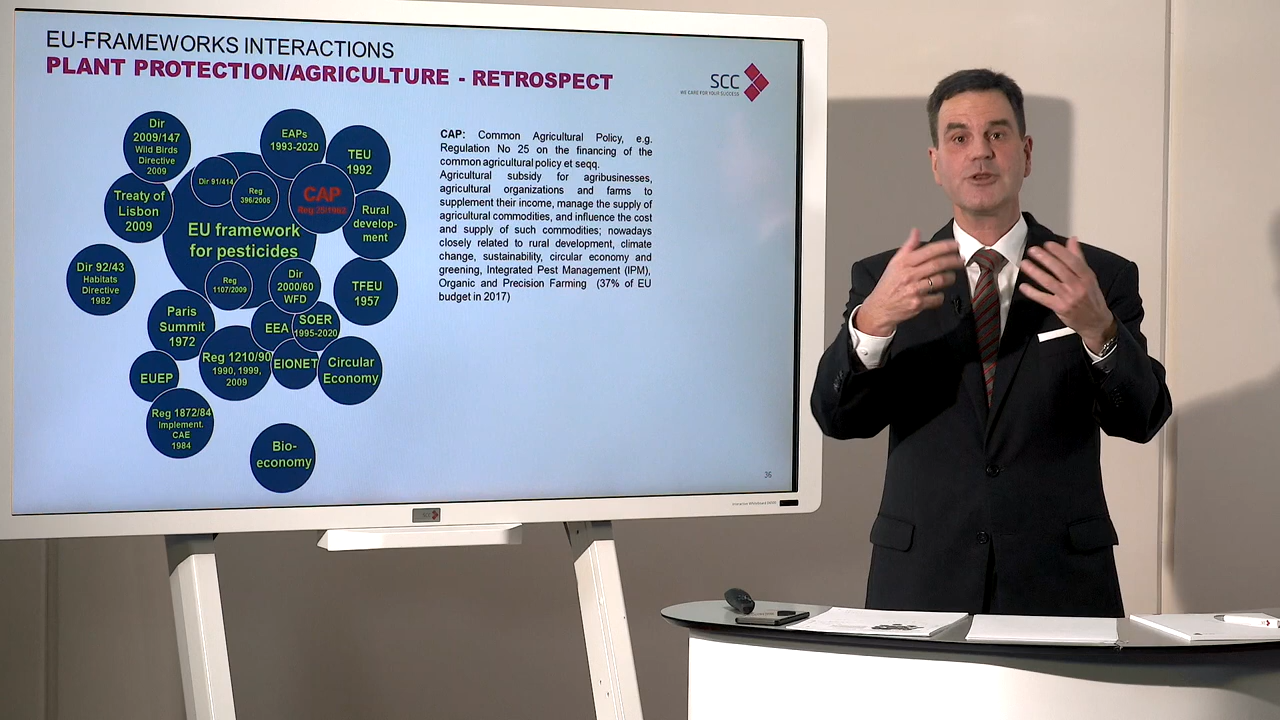 EU-FRAMEWORKS INTERACTIONS
PLANT PROTECTION/AGRICULTURE - RETROSPECT
SCC
WE CARE FOR YOUR SUCCESS
Dir
2009/147
Wild Birds
Directive
2009
EAPs
1993-2020
TEU
1992
Dir 91/414
Reg
396/2005
CAP
Reg 25/1962
Treaty of
Lisbon
2009
Rural
develop-
ment
EU framework
for pesticides
Dir 92/43
Habitats
Directive
1982
Reg
1107/2009
Dir
2000/60
WFD
TFEU
1957
Paris
Summit
1972
EEA
SOER
1995-2020
Reg 1210/90
1990, 1999,
2009
EIONET
Circular
Economy
EUEP
Reg 1872/84
Implement.
CAE
1984
Bio-
economy
CAP: Common Agricultural Policy, e.g.
Regulation No 25 on the financing of the
common agricultural policy et seqq.
Agricultural subsidy for agribusinesses,
agricultural organizations and farms to
supplement their income, manage the supply of
agricultural commodities, and influence the cost
and supply of such commodities; nowadays
closely related to rural development, climate
change, sustainability, circular economy and
greening, Integrated Pest Management (IPM),
Organic and Precision Farming (37% of EU
budget in 2017)
36